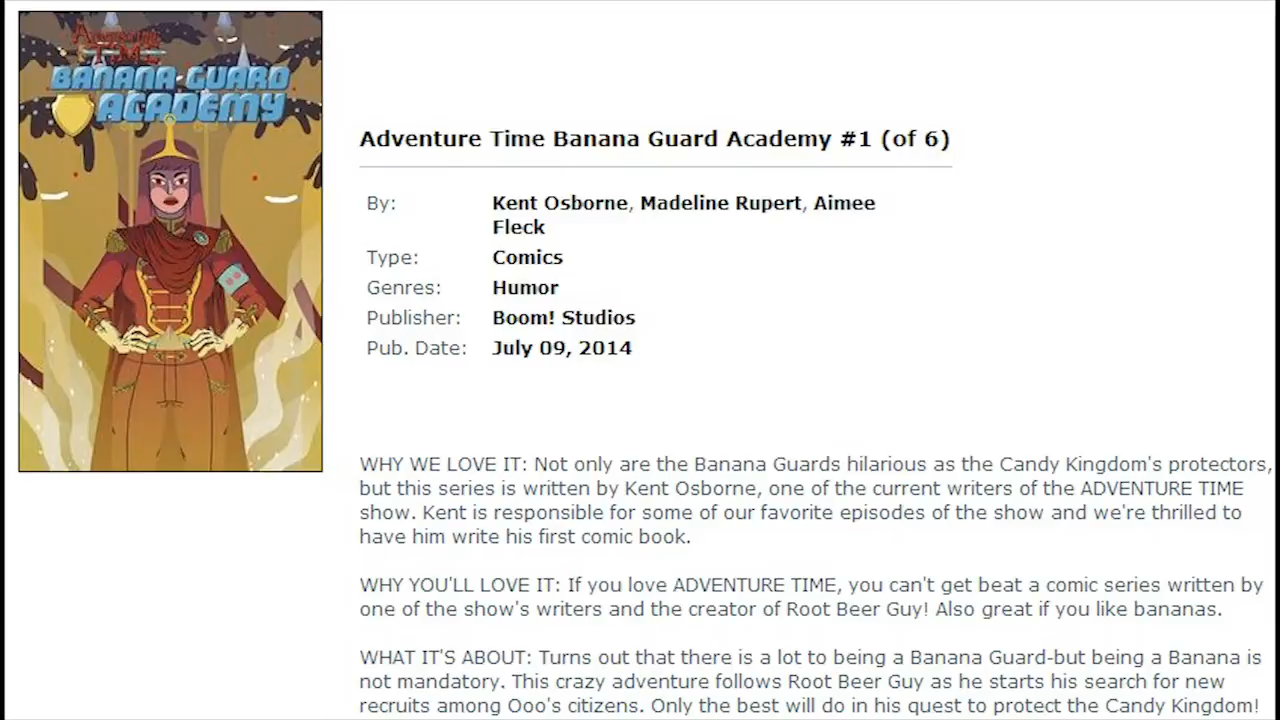 ADVENTURE
TIME
BANANA GUARD
ACADEMY
Adventure Time Banana Guard Academy #1 (of 6)
By: Kent Osborne, Madeline Rupert, Aimee
Fleck
Type: Comics
Genres: Humor
Publisher: Boom! Studios
Pub. Date: July 09, 2014
WHY WE LOVE IT: Not only are the Banana Guards hilarious as the Candy Kingdom's protectors,
but this series is written by Kent Osborne, one of the current writers of the ADVENTURE TIME
show. Kent is responsible for some of our favorite episodes of the show and we're thrilled to
have him write his first comic book.
WHY YOU'LL LOVE IT: If you love ADVENTURE TIME, you can't get beat a comic series written by
one of the show's writers and the creator of Root Beer Guy! Also great if you like bananas.
WHAT IT'S ABOUT: Turns out that there is a lot to being a Banana Guard-but being a Banana is
not mandatory. This crazy adventure follows Root Beer Guy as he starts his search for new
recruits among Ooo's citizens. Only the best will do in his quest to protect the Candy Kingdom!